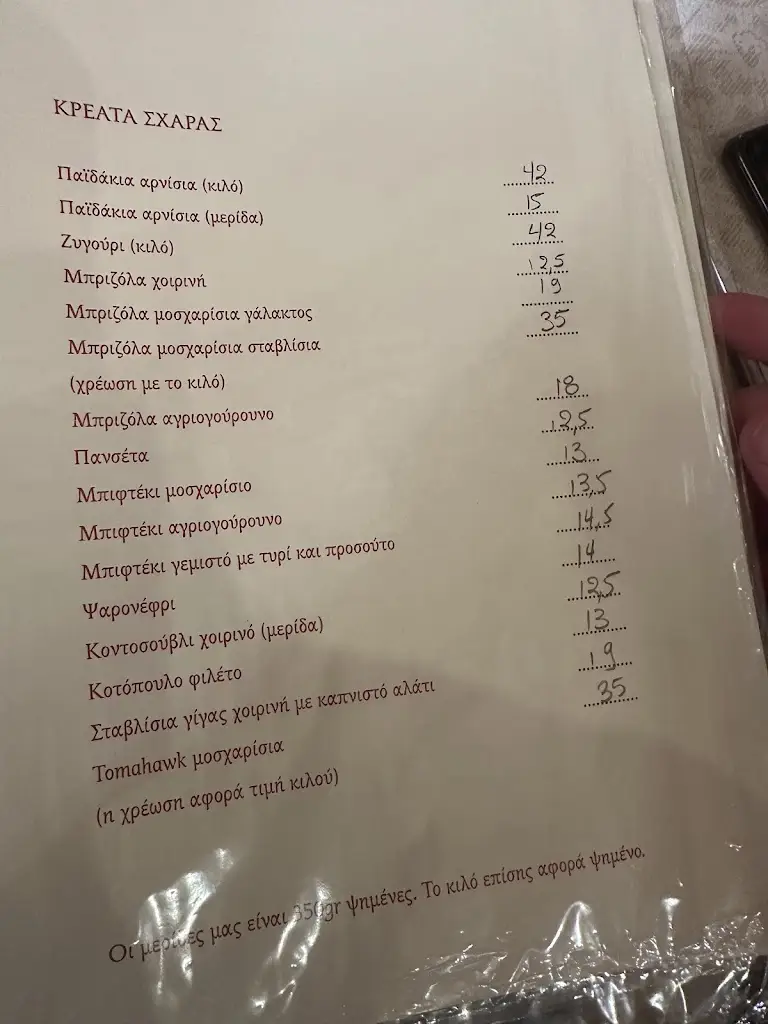 ΚΡΕΑΤΑ ΣΧΑΡΑΣ
Παϊδάκια αρνίσια (κιλό) 42
Παϊδάκια αρνίσια (μερίδα) 15
Ζυγούρι (κιλό) 42
Μπριζόλα χοιρινή 12,5
Μπριζόλα μοσχαρίσια γάλακτος 19
Μπριζόλα μοσχαρίσια σταβλίσια 35
(χρέωση με το κιλό)
Μπριζόλα αγριογούρουνο 18
Πανσέτα 12,5
Μπιφτέκι μοσχαρίσιο 13
Μπιφτέκι αγριογούρουνο 13,5
Μπιφτέκι γεμιστό με τυρί και προσούτο 14,5
Ψαρονέφρι 14
Κοντοσούβλι χοιρινό (μερίδα) 12,5
Κοτόπουλο φιλέτο 13
Σταβλίσια γίγας χοιρινή με καπνιστό αλάτι 19
Tomahawk μοσχαρίσια 35
(η χρέωση αφορά τιμή κιλού)
Οι μερίδες μας είναι 350gr ψημένες. Το κιλό επίσης αφορά ψημένο.